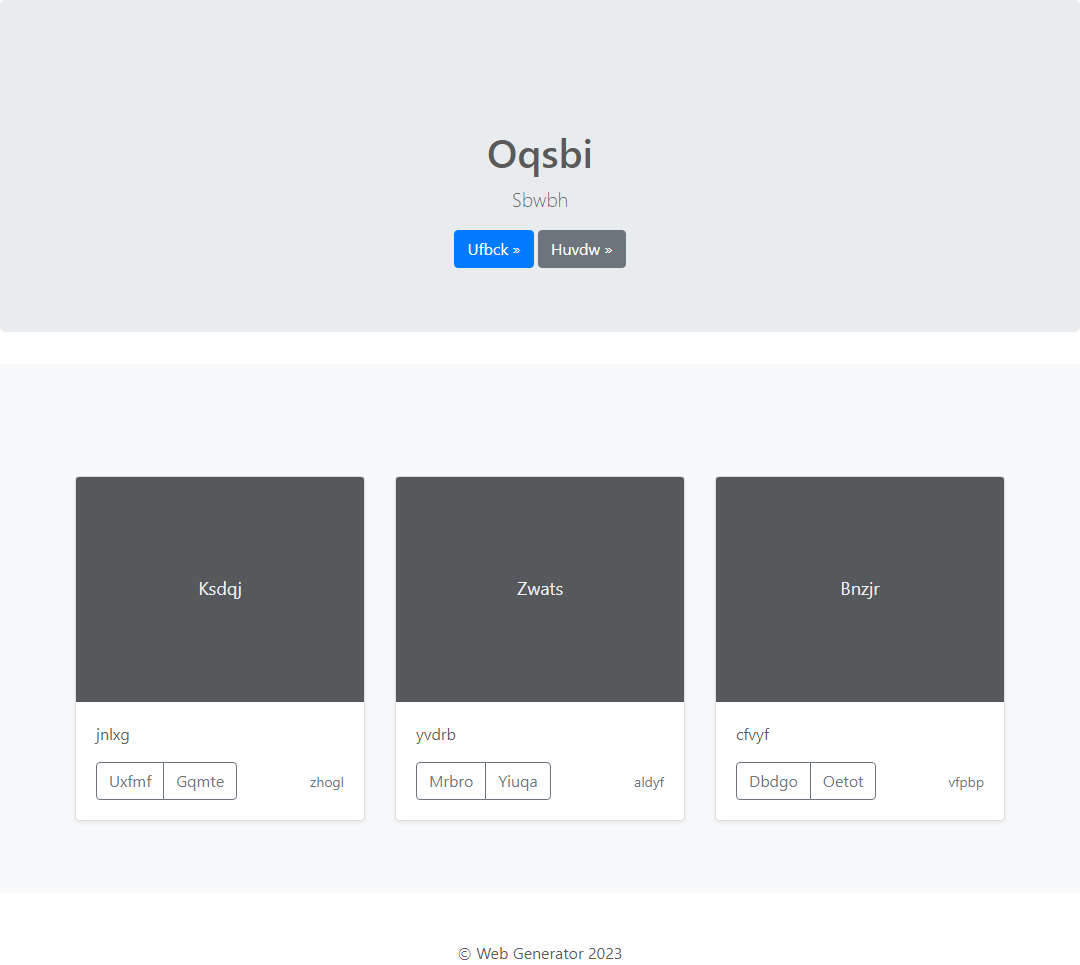 Oqsbi
Sbwbh
Ufbck » Huvdw »
Ksdqj
Zwats
Bnzjr
jnlxg
Uxfmf Gqmte zhogl
yvdrb
Mrbro Yiuqa aldyf
cfvyf
Dbdgo Oetot vfpbp
© Web Generator 2023